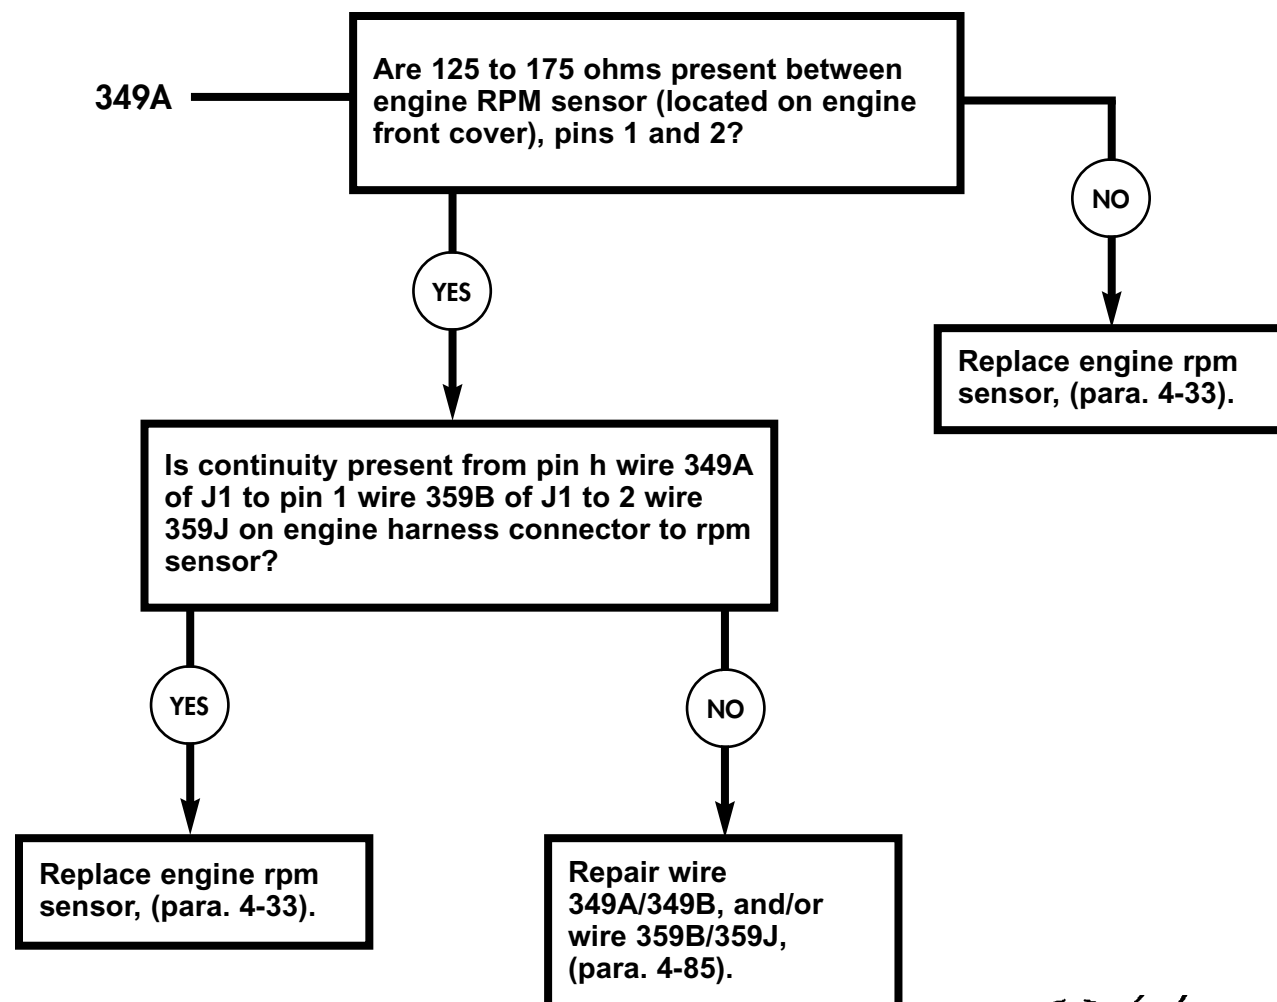 349A
Are 125 to 175 ohms present between
engine RPM sensor (located on engine
front cover), pins 1 and 2?
NO
YES
Replace engine rpm
sensor, (para. 4-33).
Is continuity present from pin h wire 349A
of J1 to pin 1 wire 359B of J1 to 2 wire
359J on engine harness connector to rpm
sensor?
YES
NO
Replace engine rpm
sensor, (para. 4-33).
Repair wire
349A/349B, and/or
wire 359B/359J,
(para. 4-85).